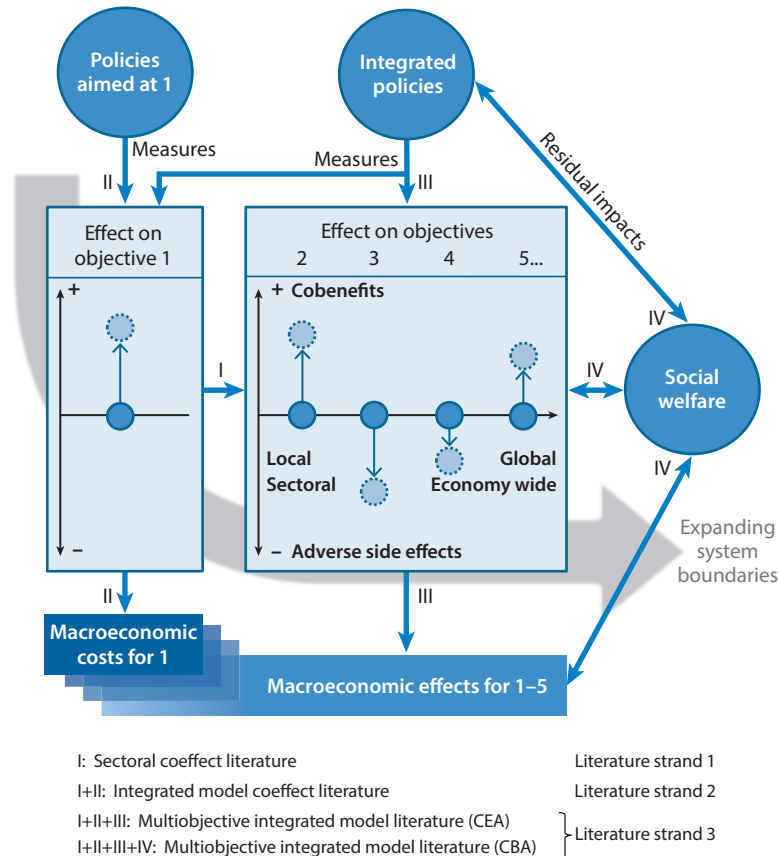 Policies
aimed at 1
Integrated
policies
Measures
Measures
Residual impacts
II
III
Effect on
objective 1
Effect on objectives
2 3 4 5...
+
+ Cobenefits
IV
I
IV
Social
welfare
IV
Local
Sectoral
Global
Economy wide
–
– Adverse side effects
Expanding
system
boundaries
II
III
Macroeconomic
costs for 1
Macroeconomic effects for 1–5
I: Sectoral coeffect literature
Literature strand 1
I+II: Integrated model coeffect literature
Literature strand 2
I+II+III: Multiobjective integrated model literature (CEA)
I+II+III+IV: Multiobjective integrated model literature (CBA)
Literature strand 3